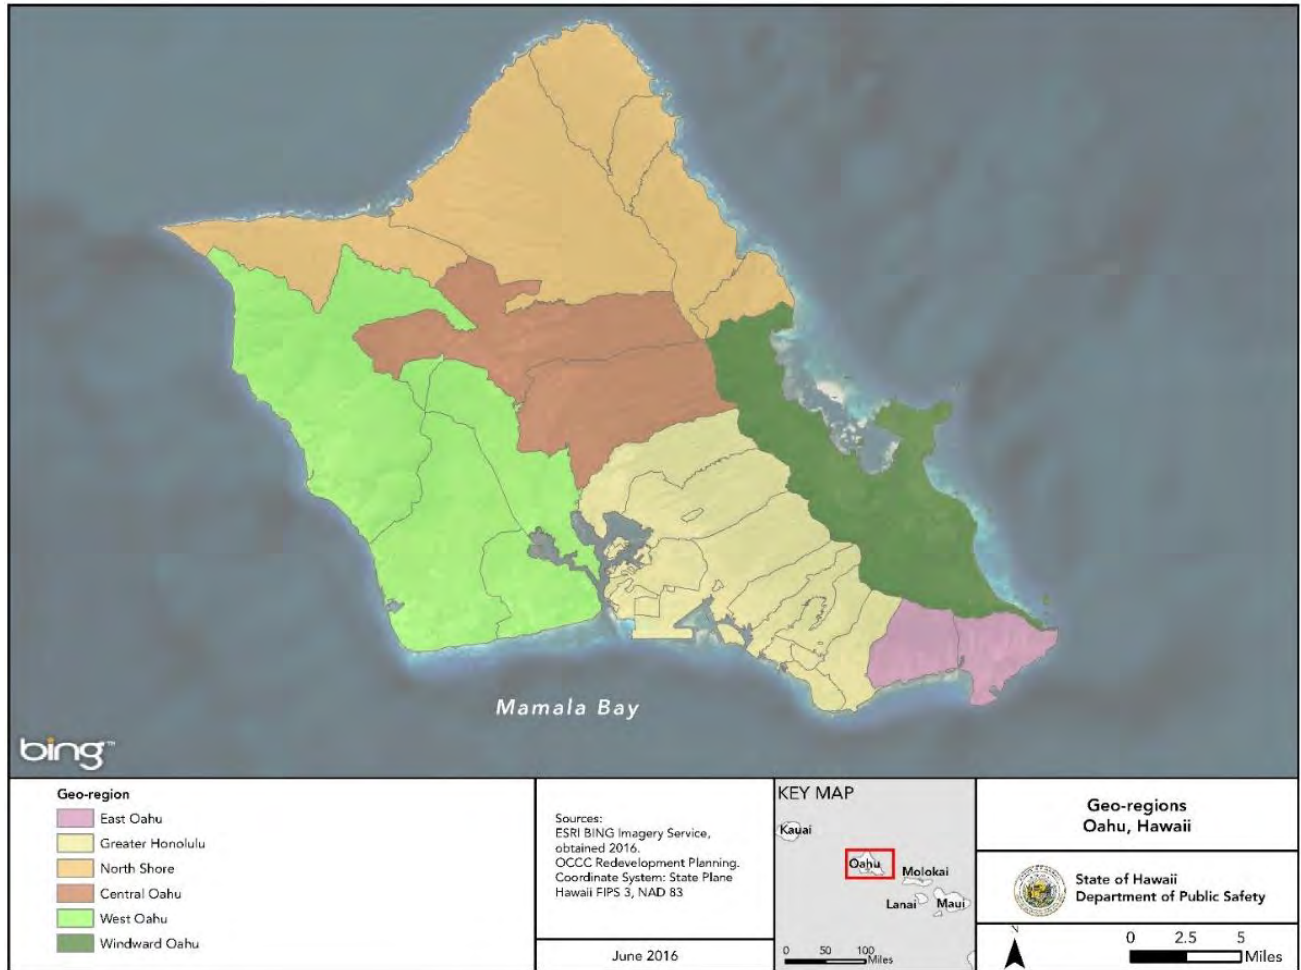 Mamala Bay
bing™
Geo-region
East Oahu
Greater Honolulu
North Shore
Central Oahu
West Oahu
Windward Oahu
Sources:
ESRI BING Imagery Service,
obtained 2016.
OCCC Redevelopment Planning.
Coordinate System: State Plane
Hawaii FIPS 3, NAD 83
June 2016
KEY MAP
Kauai
Oahu
Molokai
Lanai Maui
0 50 100
Miles
Geo-regions
Oahu, Hawaii
State of Hawaii
Department of Public Safety
N
0 2.5 5
Miles